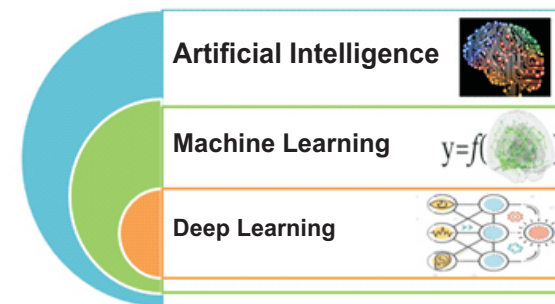 Artificial Intelligence
Machine Learning
y=f(
Deep Learning